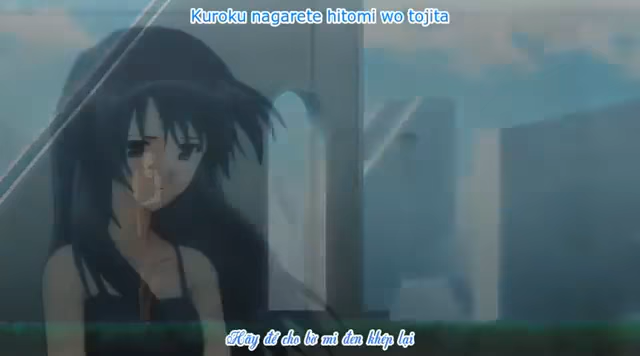 Kuroku nagarete hitomi wo tojita
Hãy để cho bờ mi đen khép lại